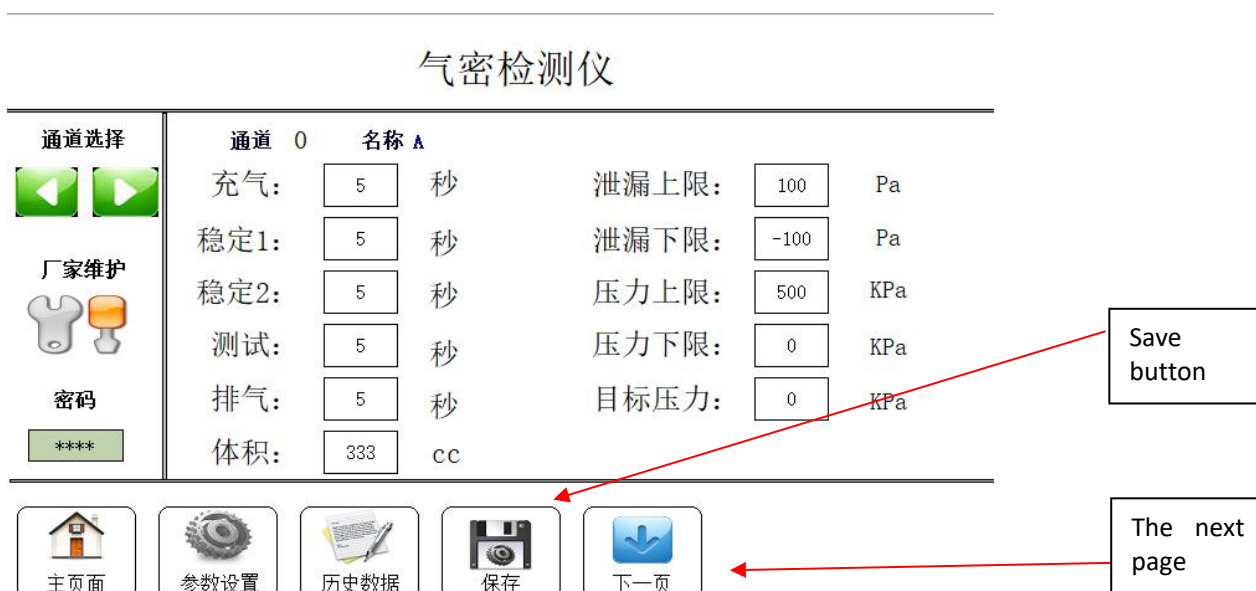 气密检测仪
通道选择
通道 0 名称 A
充气： 5 秒 泄漏上限： 100 Pa
稳定1： 5 秒 泄漏下限： -100 Pa
厂家维护
稳定2： 5 秒 压力上限： 500 KPa
测试： 5 秒 压力下限： 0 KPa
密码
排气： 5 秒 目标压力： 0 KPa
****
体积： 333 cc
Save
button
The next
page
主页面 参数设置 历史数据 保存 下一页